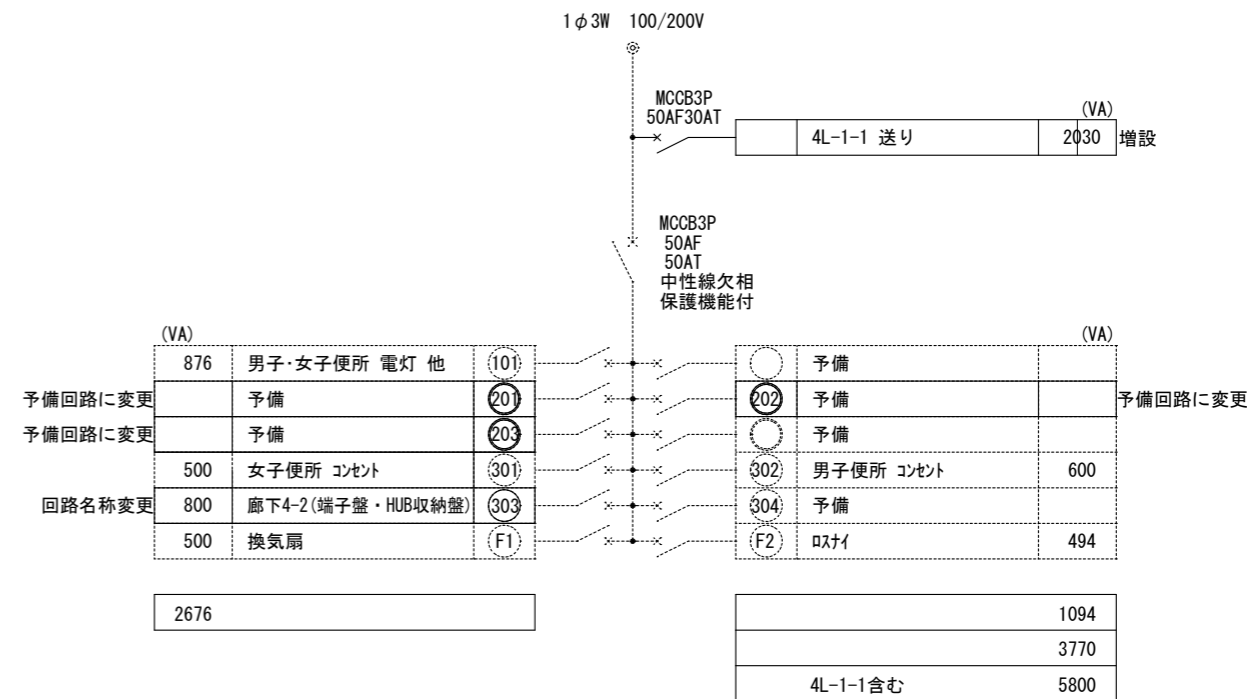 1φ3W 100/200V
MCCB3P
50AF30AT
(VA)
4L-1-1 送り 2030 増設
MCCB3P
50AF
50AT
中性線欠相
保護機能付
(VA) (VA)
876 男子・女子便所 電灯 他 101 予備
予備回路に変更 予備 201 202 予備 予備回路に変更
予備回路に変更 予備 203 予備
500 女子便所 コンセント 301 302 男子便所 コンセント 600
回路名称変更 800 廊下4-2(端子盤・HUB収納盤) 303 304 予備
500 換気扇 F1 F2 ロスナイ 494
2676 1094
3770
4L-1-1含む 5800